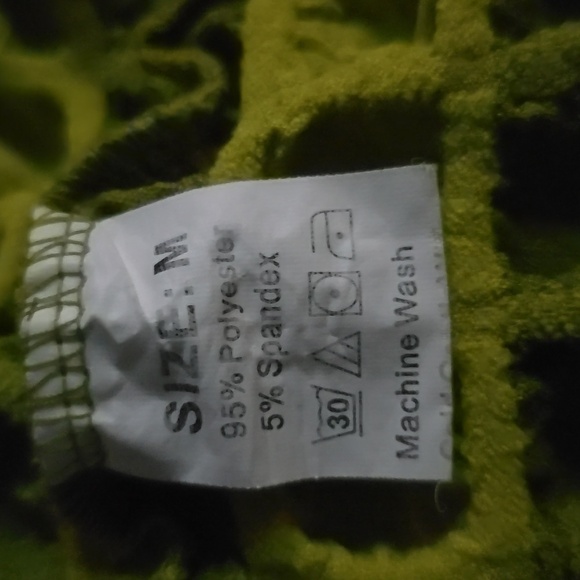 SIZE: M
95% Polyester
5% Spandex
30
Machine Wash